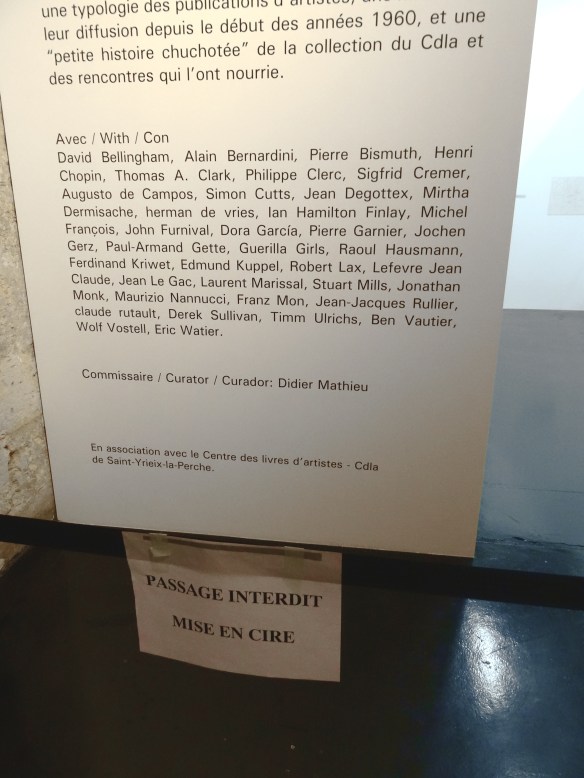 une typologie des publications d'artistes, une
leur diffusion depuis le début des années 1960, et une
"petite histoire chuchotée" de la collection du Cdla et
des rencontres qui l'ont nourrie.
Avec / With / Con
David Bellingham, Alain Bernardini, Pierre Bismuth, Henri
Chopin, Thomas A. Clark, Philippe Clerc, Sigfrid Cremer,
Augusto de Campos, Simon Cutts, Jean Degottex, Mirtha
Dermisache, herman de vries, Ian Hamilton Finlay, Michel
François, John Furnival, Dora García, Pierre Garnier, Jochen
Gerz, Paul-Armand Gette, Guerilla Girls, Raoul Hausmann,
Ferdinand Kriwet, Edmund Kuppel, Robert Lax, Lefevre Jean
Claude, Jean Le Gac, Laurent Marissal, Stuart Mills, Jonathan
Monk, Maurizio Nannucci, Franz Mon, Jean-Jacques Rullier,
claude rutault, Derek Sullivan, Timm Ulrichs, Ben Vautier,
Wolf Vostell, Eric Watier.
Commissaire / Curator / Curador: Didier Mathieu
En association avec le Centre des livres d'artistes - Cdla
de Saint-Yrieix-la-Perche.
PASSAGE INTERDIT
MISE EN CIRE